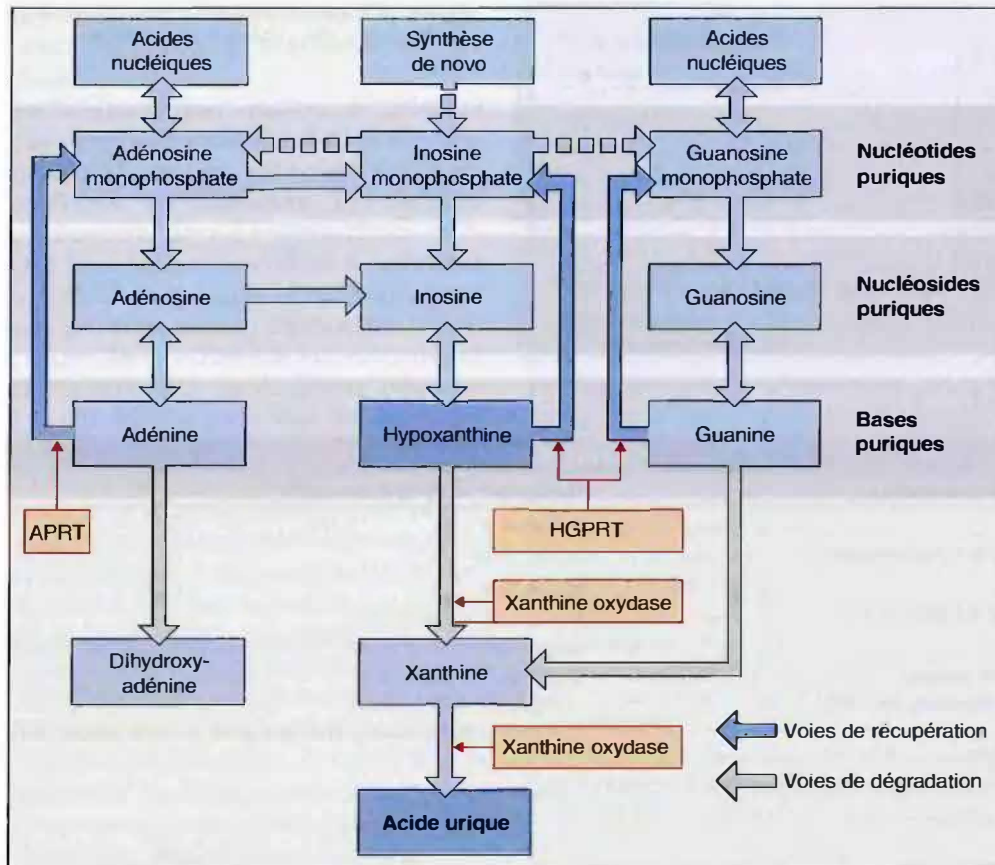 Acides
nucléiques
Synthèse
de novo
Acides
nucléiques
Adénosine
monophosphate
Inosine
monophosphate
Guanosine
monophosphate
Nucléotides
puriques
Adénosine
Inosine
Guanosine
Nucléosides
puriques
Adénine
Hypoxanthine
Guanine
Bases
puriques
APRT
HGPRT
Xanthine oxydase
Dihydroxy-
adénine
Xanthine
Xanthine oxydase
Voies de récupération
Voies de dégradation
Acide urique